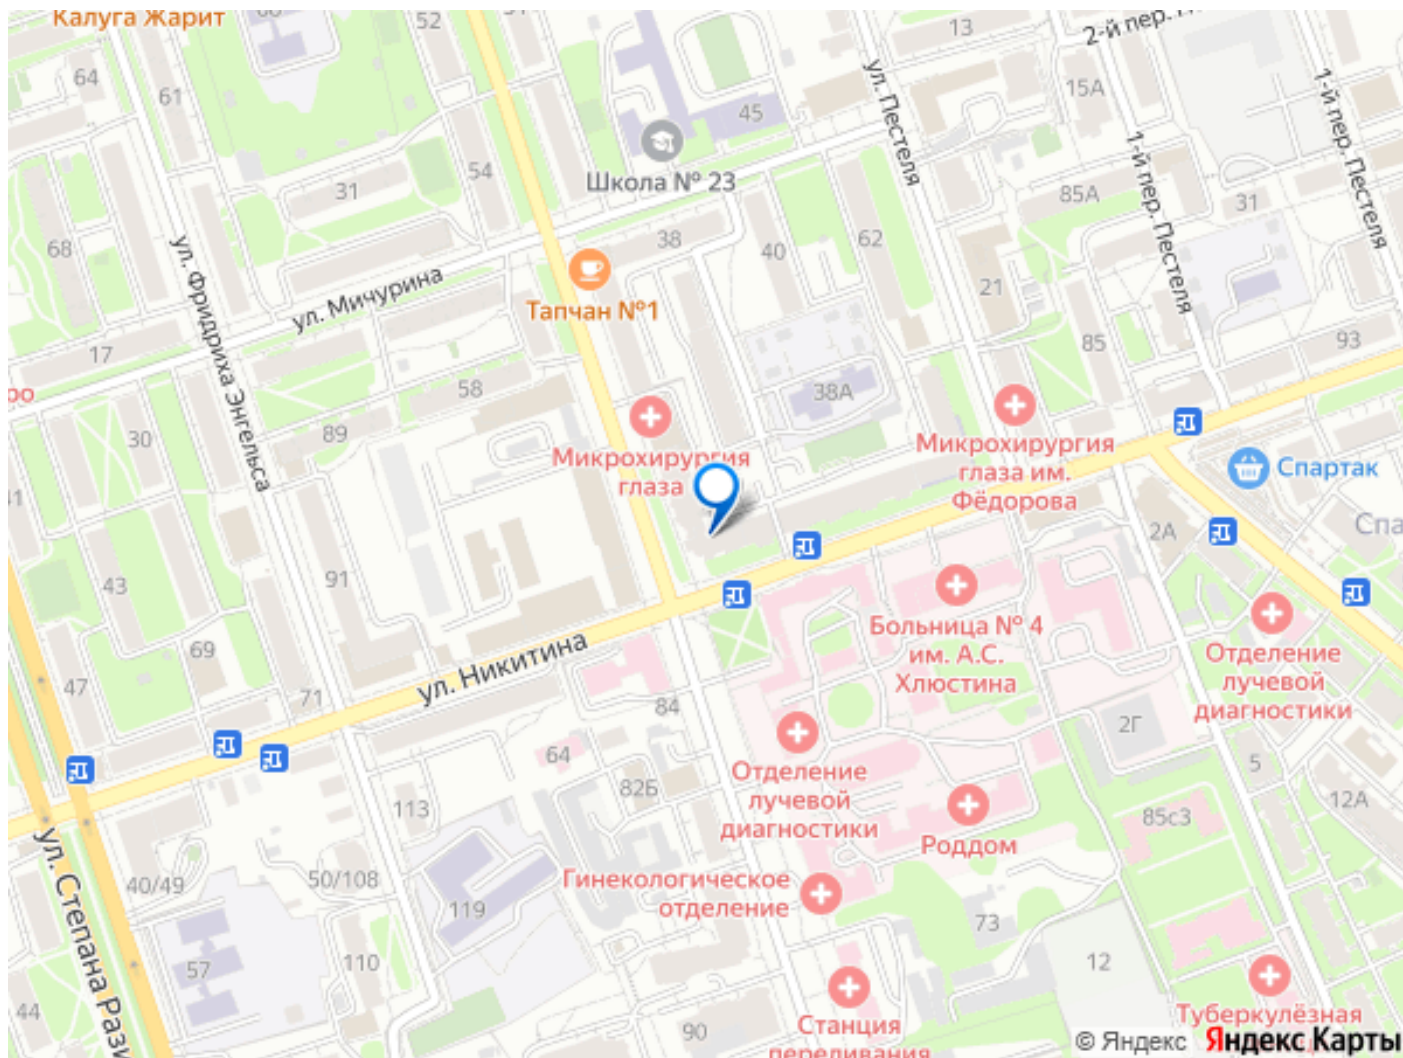 Калуга Жарит
52
13
2-й пер. П
64
61
45
15А
1-й пер. Пестеля
ул. Пестеля
54
Школа № 23
31
85А
31
1-й пер. Пестеля
68
ул. Фридриха Энгельса
38
40
62
ул. Мичурина
Тапчан №1
21
17
58
38А
85
93
ро
30
89
Микрохирургия
глаза
Микрохирургия
глаза им.
Фёдорова
Спартак
41
2А
Спа
43
91
Больница № 4
им. А.С.
Хлюстина
Отделение
лучевой
диагностики
69
ул. Никитина
47
71
84
2Г
64
82Б
Отделение
лучевой
диагностики
5
12А
113
Роддом
85с3
ул. Степана Рази
40/49
50/108
119
Гинекологическое
отделение
73
57
110
12
44
90
Станция
переливания
Туберкулёзная
© Яндекс Яндекс Карты